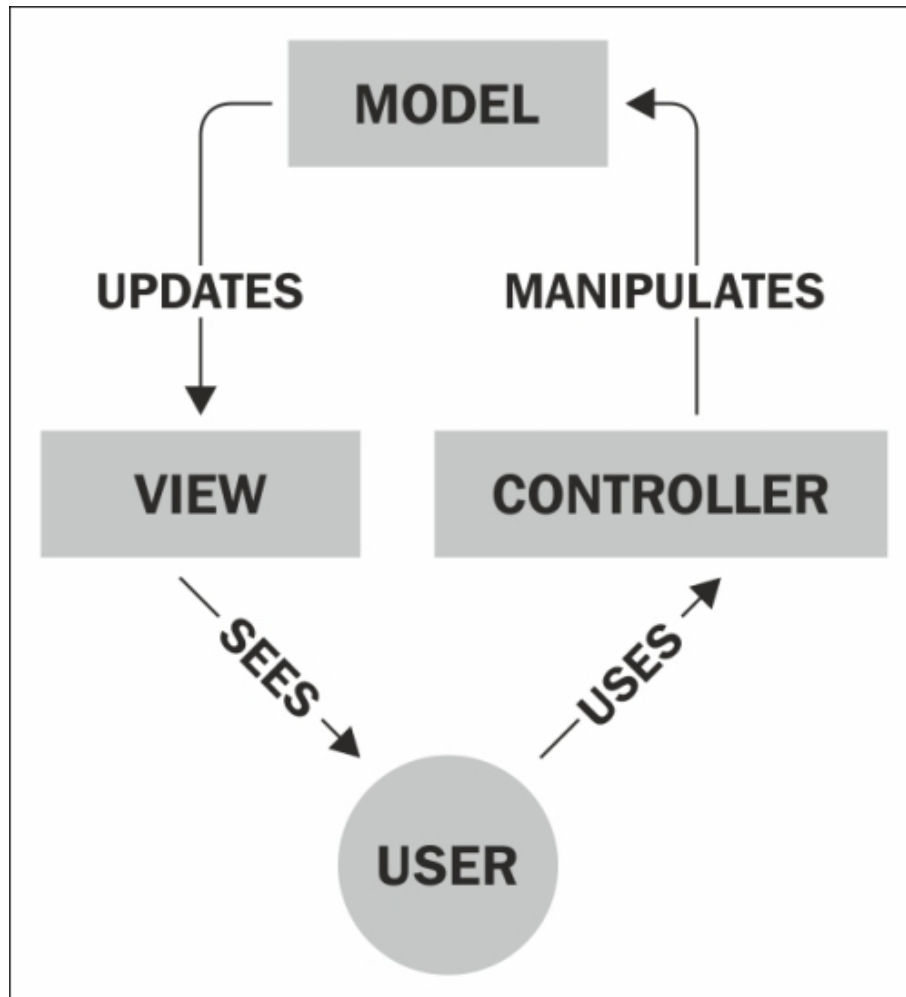 MODEL
UPDATES
MANIPULATES
VIEW
CONTROLLER
SEES
USES
USER